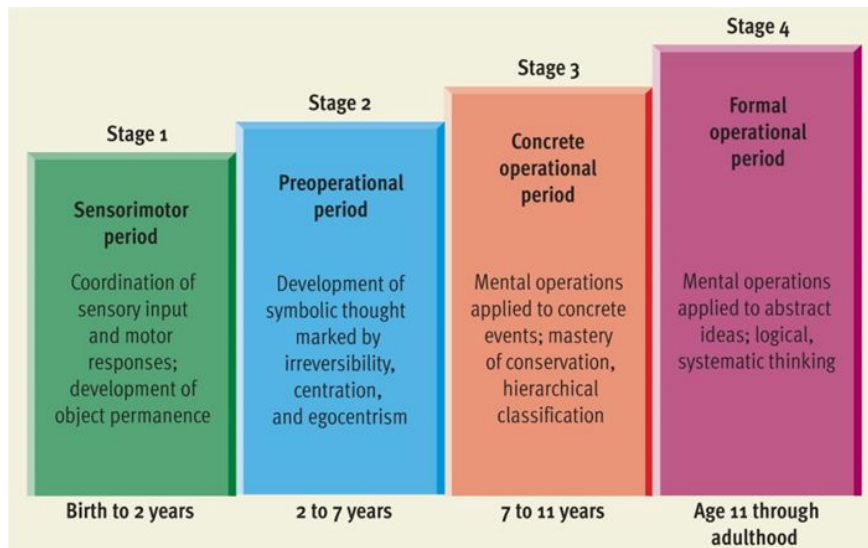 Stage 1
Sensorimotor
period
Coordination of
sensory input
and motor
responses;
development of
object permanence
Birth to 2 years
Stage 2
Preoperational
period
Development of
symbolic thought
marked by
irreversibility,
centration,
and egocentrism
2 to 7 years
Stage 3
Concrete
operational
period
Mental operations
applied to concrete
events; mastery
of conservation,
hierarchical
classification
7 to 11 years
Stage 4
Formal
operational
period
Mental operations
applied to abstract
ideas; logical,
systematic thinking
Age 11 through
adulthood